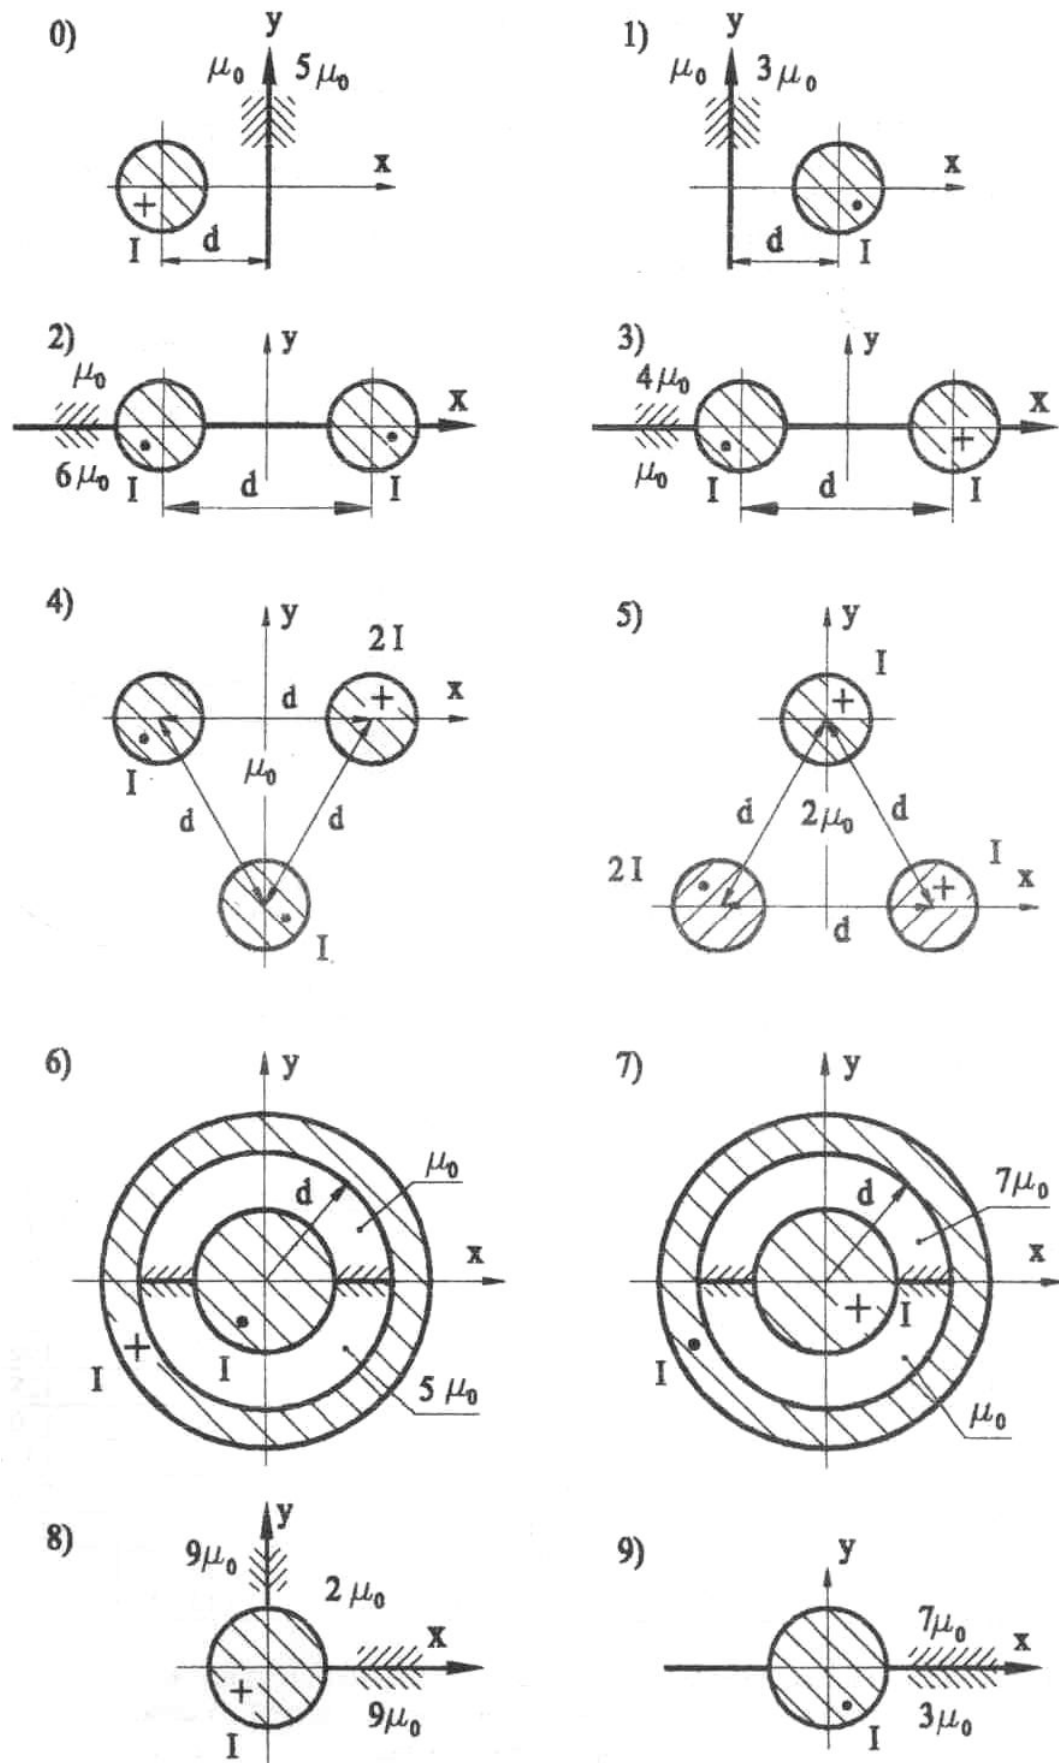 0)
y
μ₀ 5μ₀
x
+
I
d
1)
y
μ₀ 3μ₀
x
d
I
2)
y
μ₀
x
6μ₀
I
d
I
3)
y
4μ₀
x
+
μ₀
I
d
I
4)
y
2I
+
d
x
I
μ₀
d
d
I
5)
y
I
+
d
2μ₀
d
2I
I
+
x
d
6)
y
μ₀
d
x
+
I
I
5μ₀
7)
y
7μ₀
d
x
+
I
I
μ₀
8)
y
9μ₀
2μ₀
x
+
9μ₀
I
9)
y
7μ₀
x
3μ₀
I